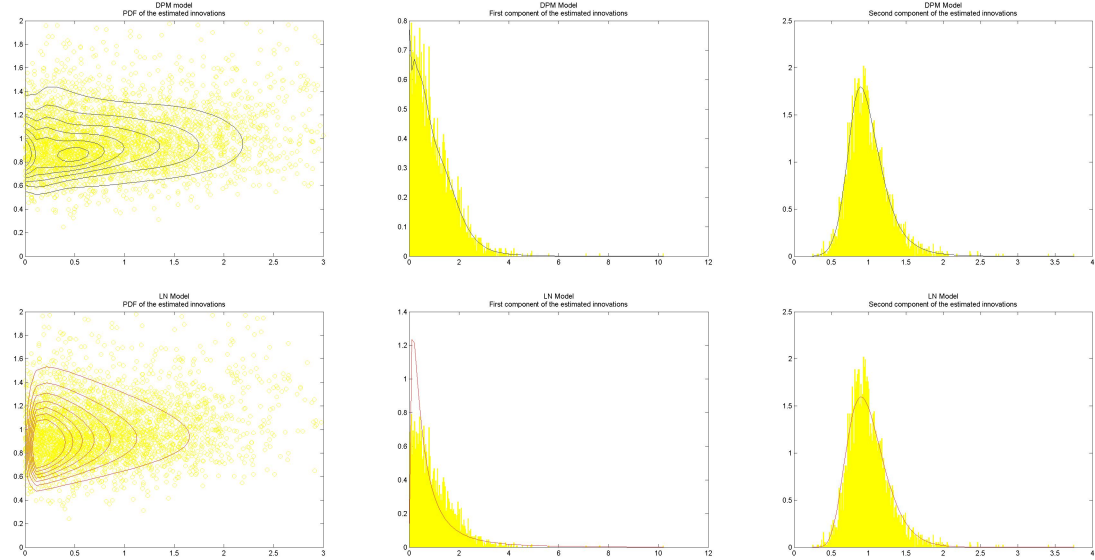 DPM model
PDF of the estimated innovations
2
1.8
1.6
1.4
1.2
1
0.8
0.6
0.4
0.2
0
0 0.5 1 1.5 2 2.5 3
DPM Model
First component of the estimated innovations
0.8
0.7
0.6
0.5
0.4
0.3
0.2
0.1
0
0 2 4 6 8 10 12
DPM Model
Second component of the estimated innovations
2.5
2
1.5
1
0.5
0
0 0.5 1 1.5 2 2.5 3 3.5 4
LN Model
PDF of the estimated innovations
2
1.8
1.6
1.4
1.2
1
0.8
0.6
0.4
0.2
0
0 0.5 1 1.5 2 2.5 3
LN Model
First component of the estimated innovations
1.4
1.2
1
0.8
0.6
0.4
0.2
0
0 2 4 6 8 10 12
LN Model
Second component of the estimated innovations
2.5
2
1.5
1
0.5
0
0 0.5 1 1.5 2 2.5 3 3.5 4